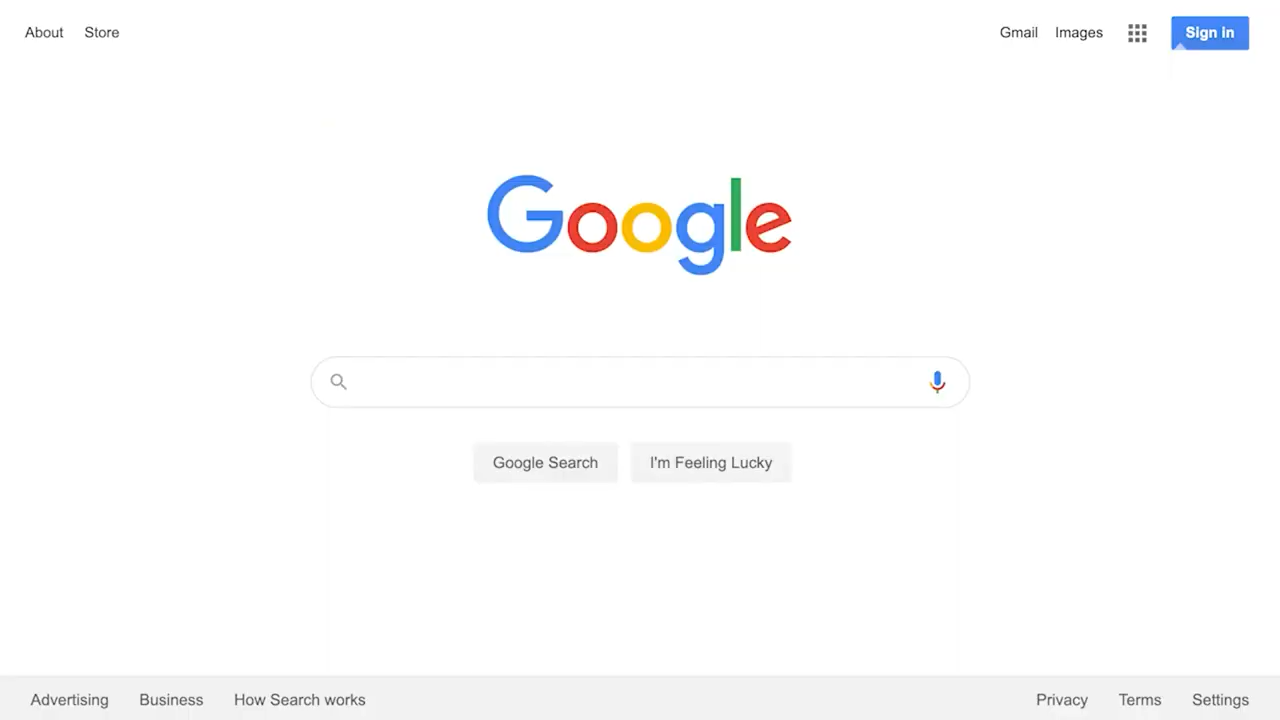 About Store Gmail Images Sign in
Google
Google Search I'm Feeling Lucky
Advertising Business How Search works Privacy Terms Settings